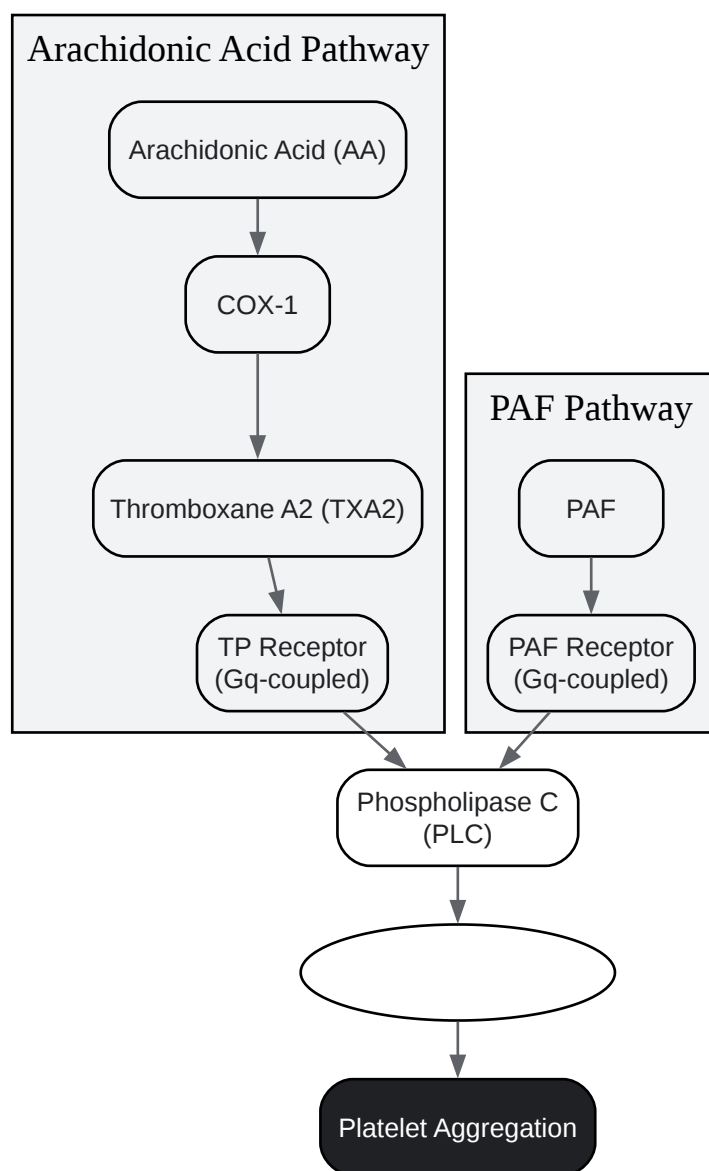 Arachidonic Acid Pathway
Arachidonic Acid (AA)
COX-1
Thromboxane A2 (TXA2)
TP Receptor
(Gq-coupled)
PAF Pathway
PAF
PAF Receptor
(Gq-coupled)
Phospholipase C
(PLC)
Platelet Aggregation